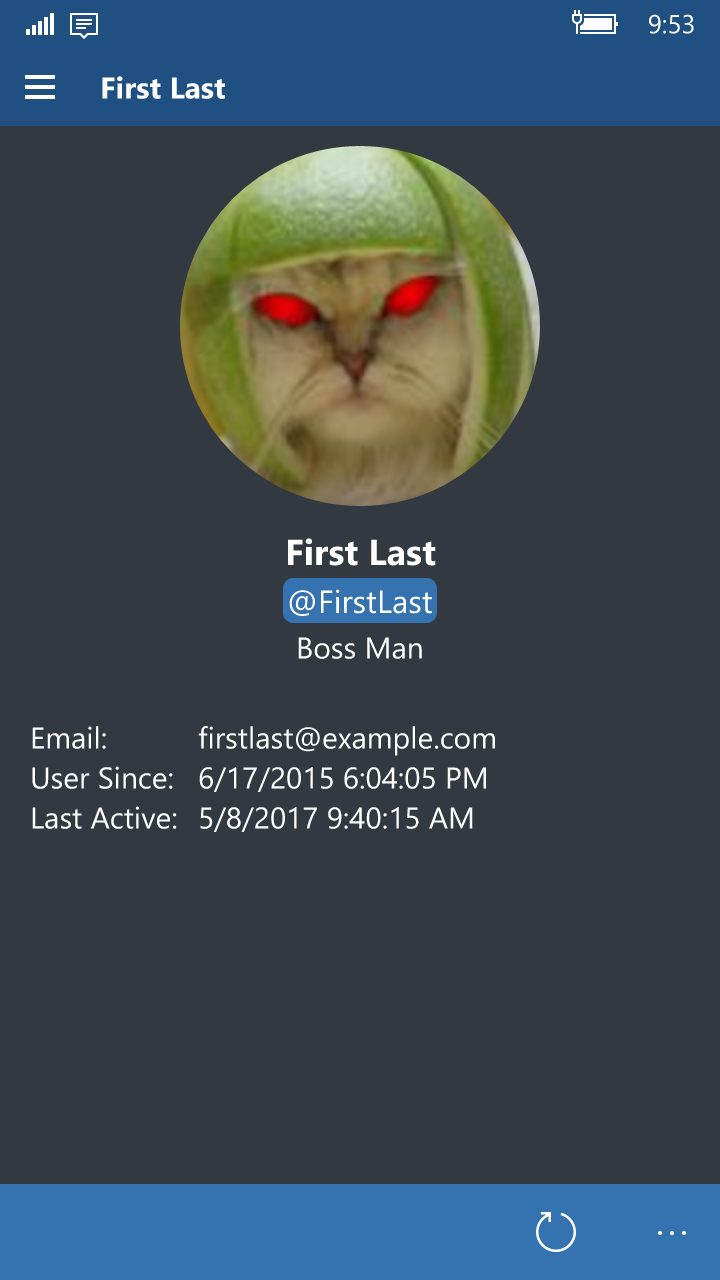 9:53
First Last
First Last
@FirstLast
Boss Man
Email: firstlast@example.com
User Since: 6/17/2015 6:04:05 PM
Last Active: 5/8/2017 9:40:15 AM